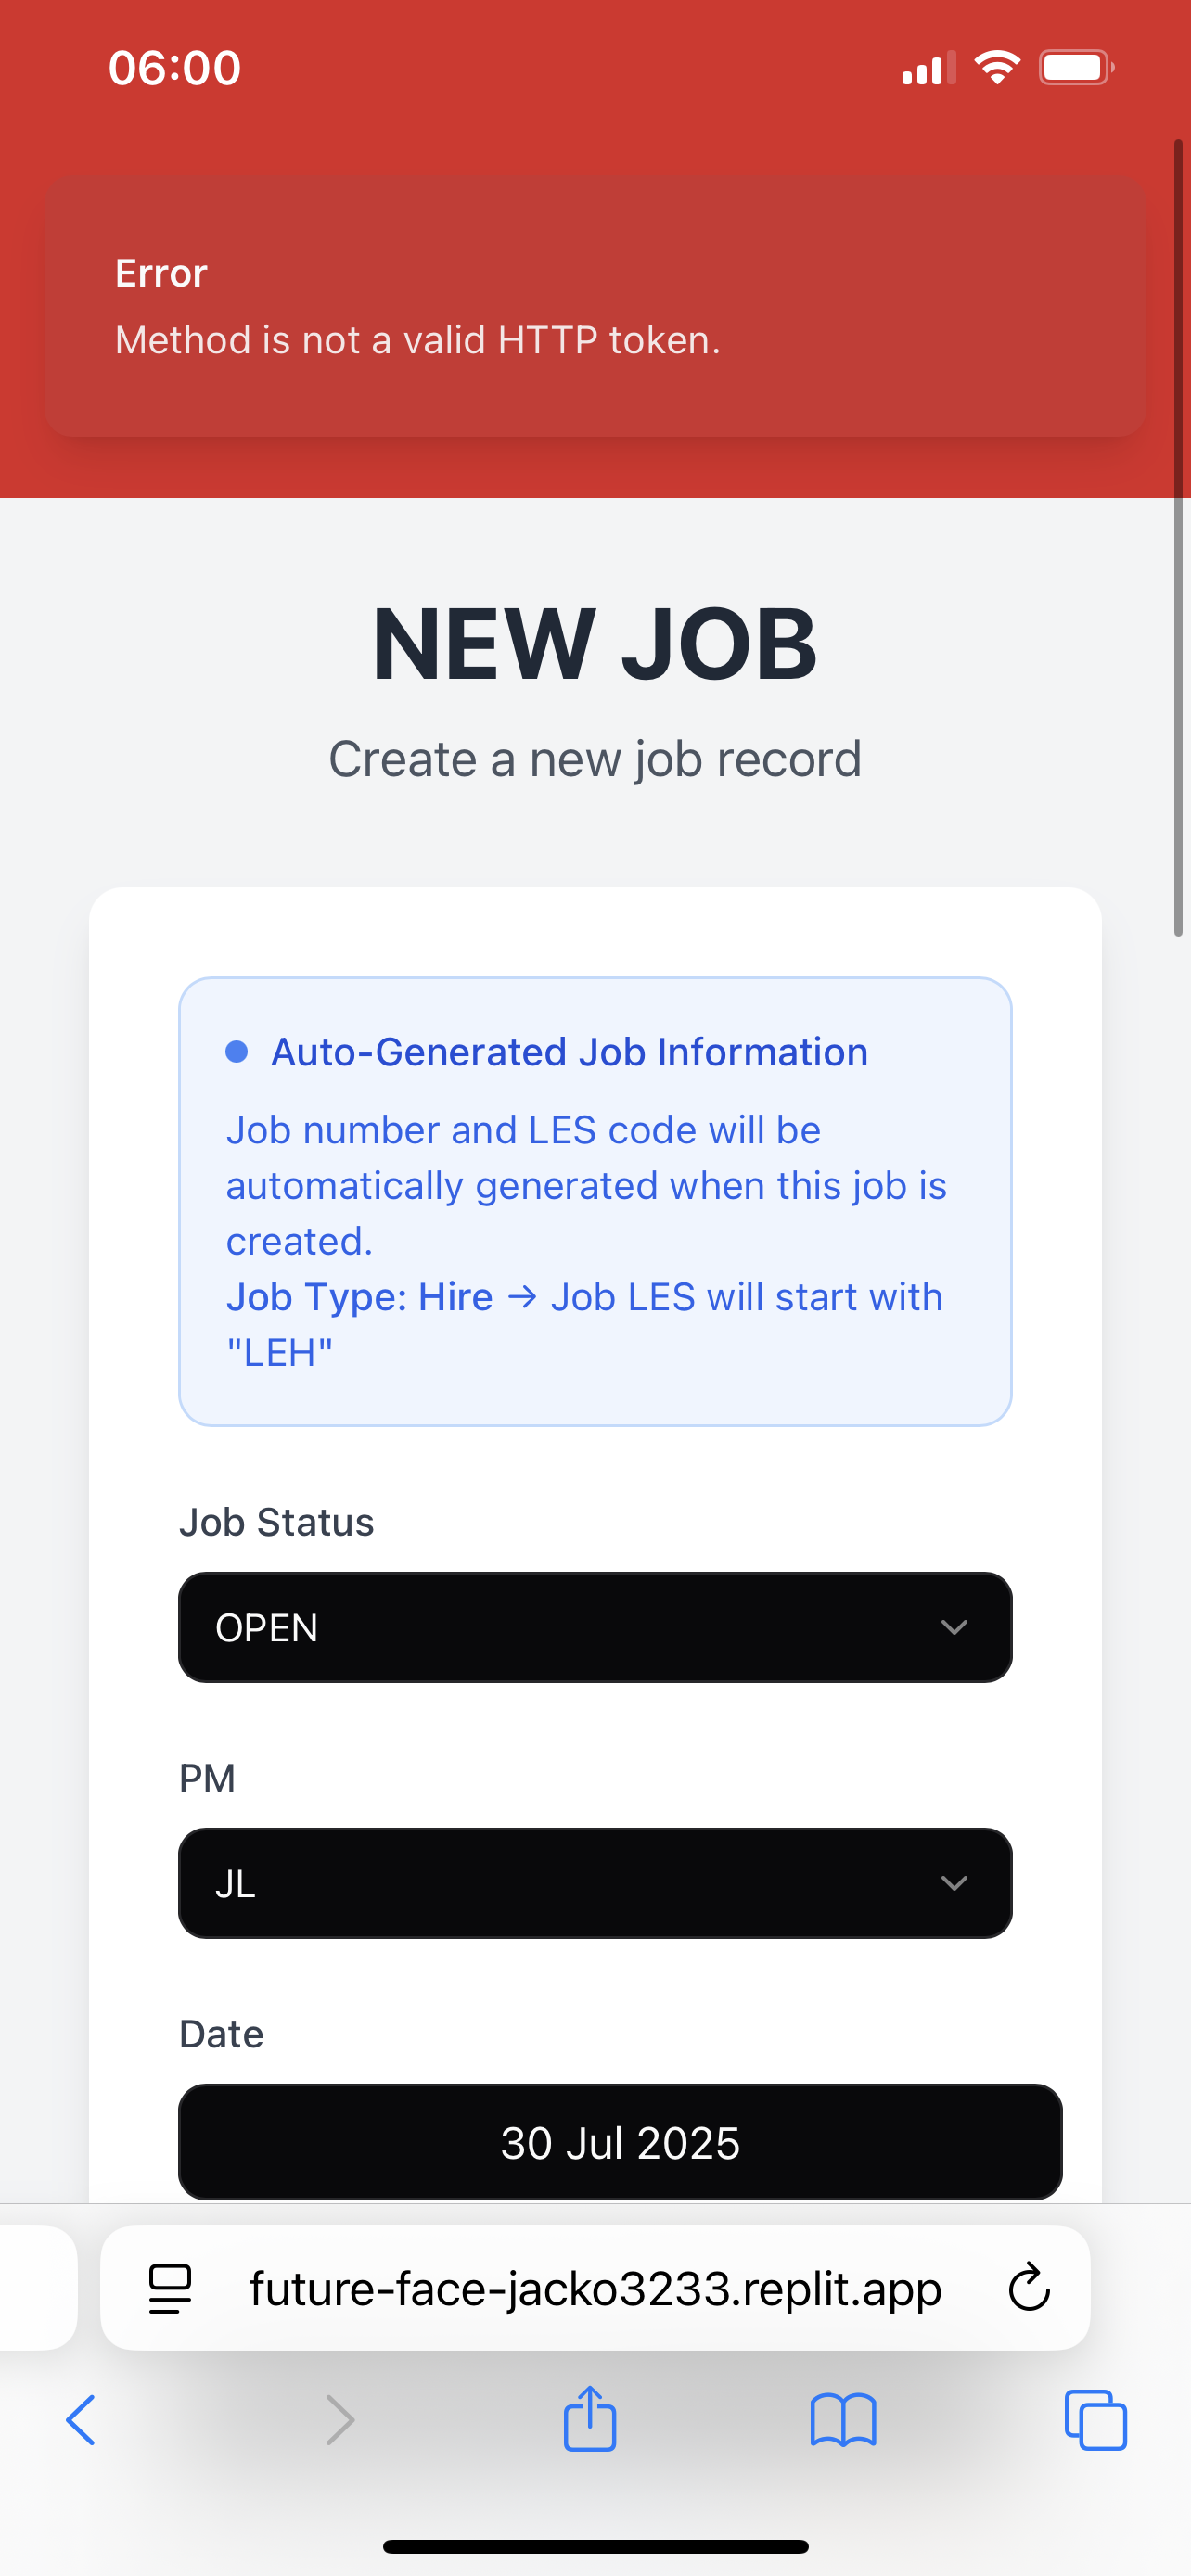 06:00
Error
Method is not a valid HTTP token.
NEW JOB
Create a new job record
Auto-Generated Job Information
Job number and LES code will be
automatically generated when this job is
created.
Job Type: Hire → Job LES will start with
"LEH"
Job Status
OPEN
PM
JL
Date
30 Jul 2025
future-face-jacko3233.replit.app